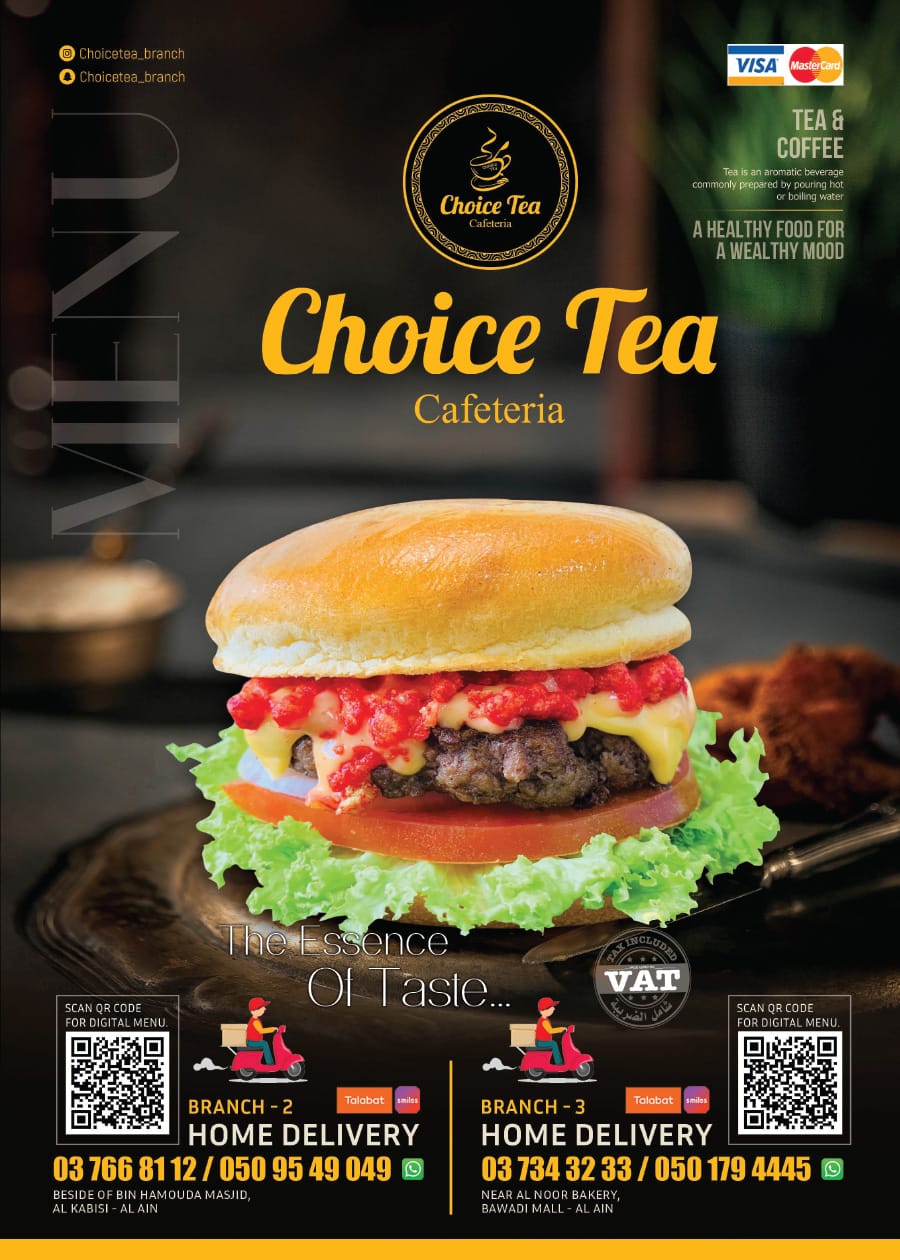 Choicetea_branch
Choicetea_branch
VISA
MasterCard
MENU
TEA &
COFFEE
Tea is an aromatic beverage
commonly prepared by pouring hot
or boiling water
A HEALTHY FOOD FOR
A WEALTHY MOOD
Choice Tea
Cafeteria
Choice Tea
Cafeteria
The Essence
Of Taste...
TAX INCLUDED
VAT
شامل الضريبة
SCAN QR CODE
FOR DIGITAL MENU.
Talabat
smiles
BRANCH - 2
HOME DELIVERY
03 766 81 12 / 050 95 49 049
BESIDE OF BIN HAMOUDA MASJID,
AL KABISI - AL AIN
SCAN QR CODE
FOR DIGITAL MENU.
Talabat
smiles
BRANCH - 3
HOME DELIVERY
03 734 32 33 / 050 179 4445
NEAR AL NOOR BAKERY,
BAWADI MALL - AL AIN